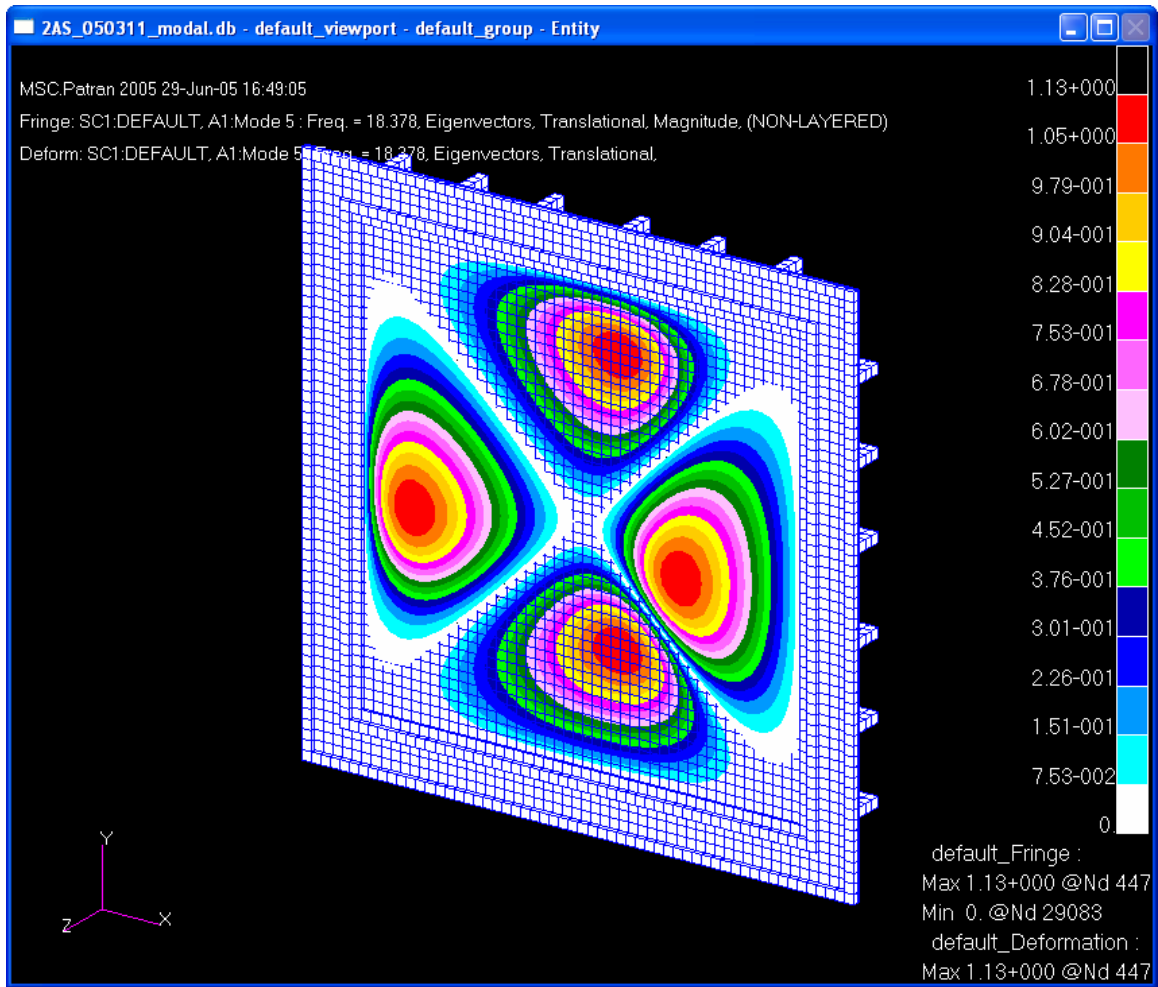 2AS_050311_modal.db - default_viewport - default_group - Entity
MSC.Patran 2005 29-Jun-05 16:49:05
Fringe: SC1:DEFAULT, A1:Mode 5 : Freq. = 18.378, Eigenvectors, Translational, Magnitude, (NON-LAYERED)
Deform: SC1:DEFAULT, A1:Mode 5 = 18.378, Eigenvectors, Translational,
1.13+000
1.05+000
9.79-001
9.04-001
8.28-001
7.53-001
6.78-001
6.02-001
5.27-001
4.52-001
3.76-001
3.01-001
2.26-001
1.51-001
7.53-002
0.
default_Fringe :
Max 1.13+000 @Nd 447
Min 0. @Nd 29083
default_Deformation :
Max 1.13+000 @Nd 447
Y
Z
X